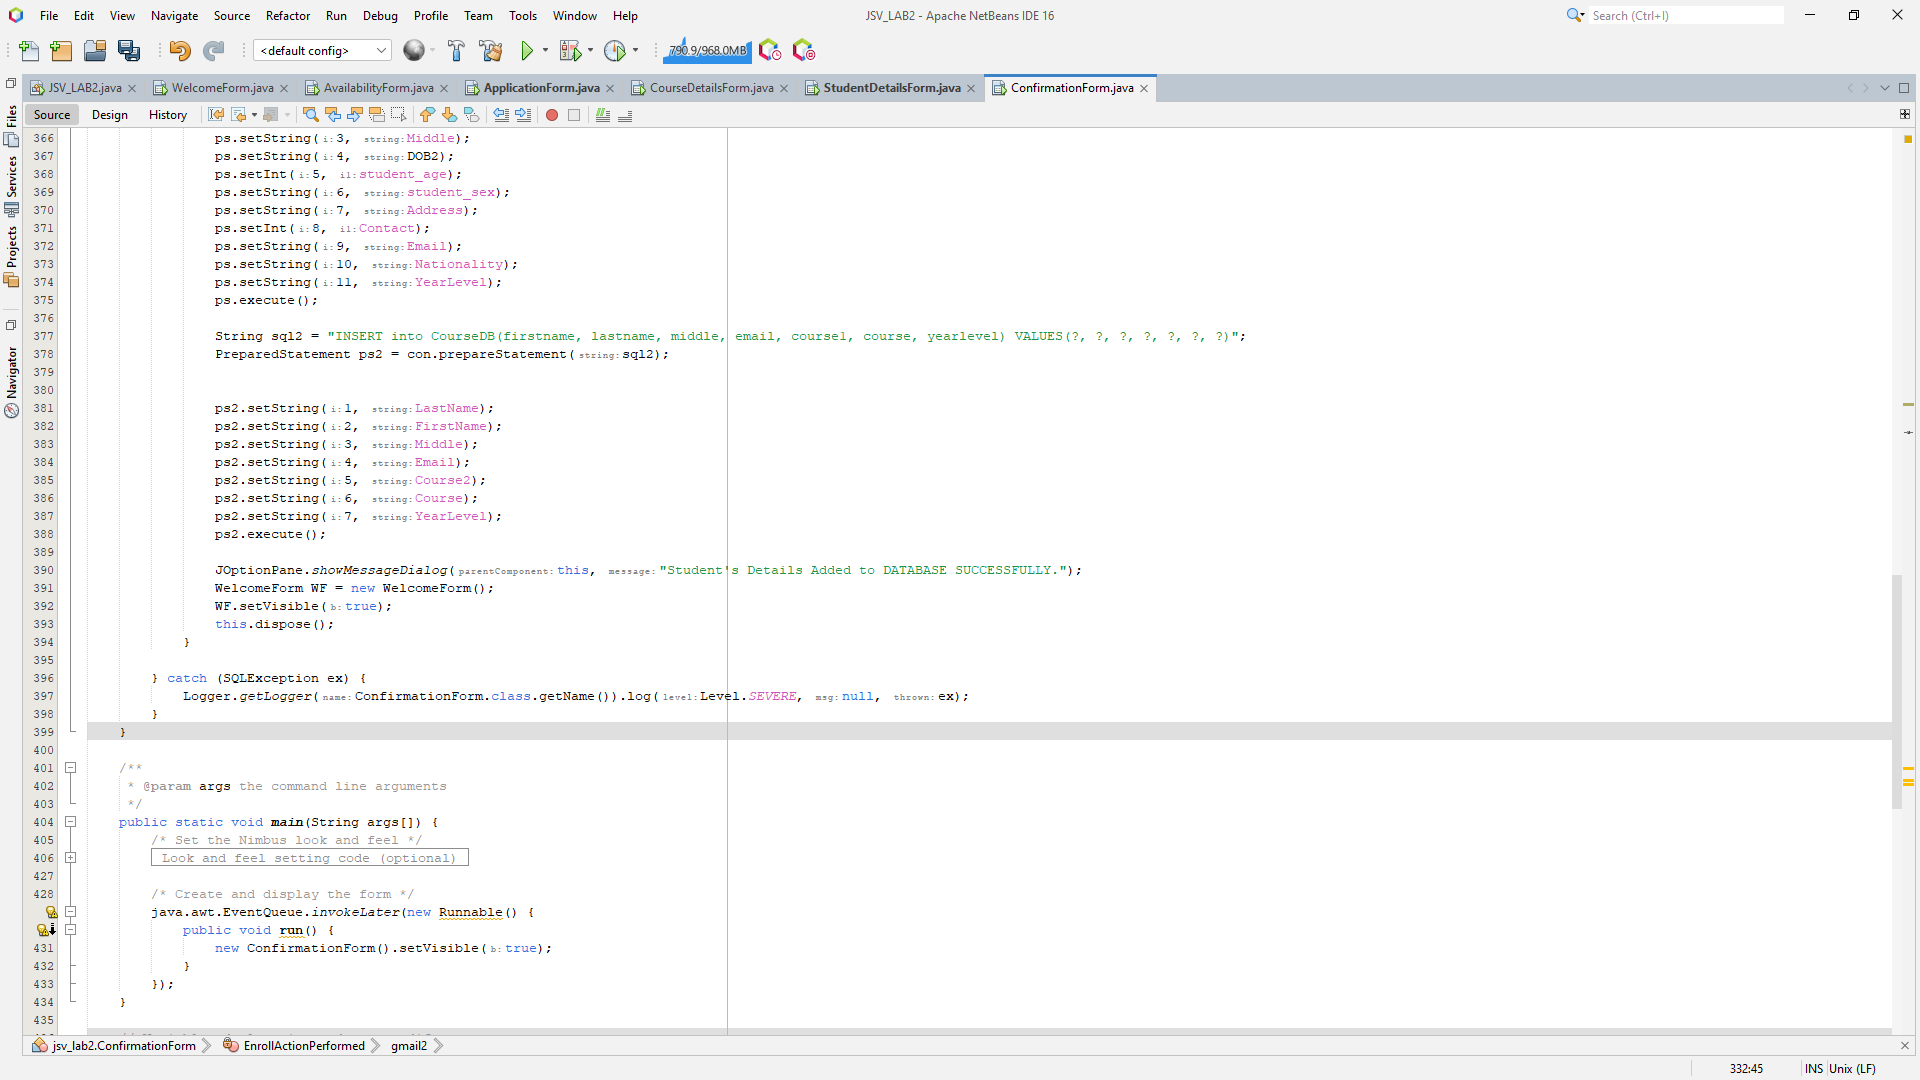 File Edit View Navigate Source Refactor Run Debug Profile Team Tools Window Help
JSV_LAB2 - Apache NetBeans IDE 16
Search (Ctrl+I)
<default config>
790.9/968.0MB
JSV_LAB2.java
WelcomeForm.java
AvailabilityForm.java
ApplicationForm.java
CourseDetailsForm.java
StudentDetailsForm.java
ConfirmationForm.java
Source Design History
Files
Services
Projects
Navigator
366 ps.setString(i:3, string:Middle);
367 ps.setString(i:4, string:DOB2);
368 ps.setInt(i:5, i1:student_age);
369 ps.setString(i:6, string:student_sex);
370 ps.setString(i:7, string:Address);
371 ps.setInt(i:8, i1:Contact);
372 ps.setString(i:9, string:Email);
373 ps.setString(i:10, string:Nationality);
374 ps.setString(i:11, string:YearLevel);
375 ps.execute();
376
377 String sql2 = "INSERT into CourseDB(firstname, lastname, middle, email, course1, course, yearlevel) VALUES(?, ?, ?, ?, ?, ?, ?)";
378 PreparedStatement ps2 = con.prepareStatement(string:sql2);
379
380
381 ps2.setString(i:1, string:LastName);
382 ps2.setString(i:2, string:FirstName);
383 ps2.setString(i:3, string:Middle);
384 ps2.setString(i:4, string:Email);
385 ps2.setString(i:5, string:Course2);
386 ps2.setString(i:6, string:Course);
387 ps2.setString(i:7, string:YearLevel);
388 ps2.execute();
389
390 JOptionPane.showMessageDialog(parentComponent:this, message:"Student's Details Added to DATABASE SUCCESSFULLY.");
391 WelcomeForm WF = new WelcomeForm();
392 WF.setVisible(b:true);
393 this.dispose();
394 }
395
396 } catch (SQLException ex) {
397 Logger.getLogger(name:ConfirmationForm.class.getName()).log(level:Level.SEVERE, msg:null, thrown:ex);
398 }
399 }
400
401 /**
402 * @param args the command line arguments
403 */
404 public static void main(String args[]) {
405 /* Set the Nimbus look and feel */
406 Look and feel setting code (optional)
427
428 /* Create and display the form */
java.awt.EventQueue.invokeLater(new Runnable() {
public void run() {
431 new ConfirmationForm().setVisible(b:true);
432 }
433 });
434 }
435
jsv_lab2.ConfirmationForm EnrollActionPerformed gmail2
332:45 INS Unix (LF)